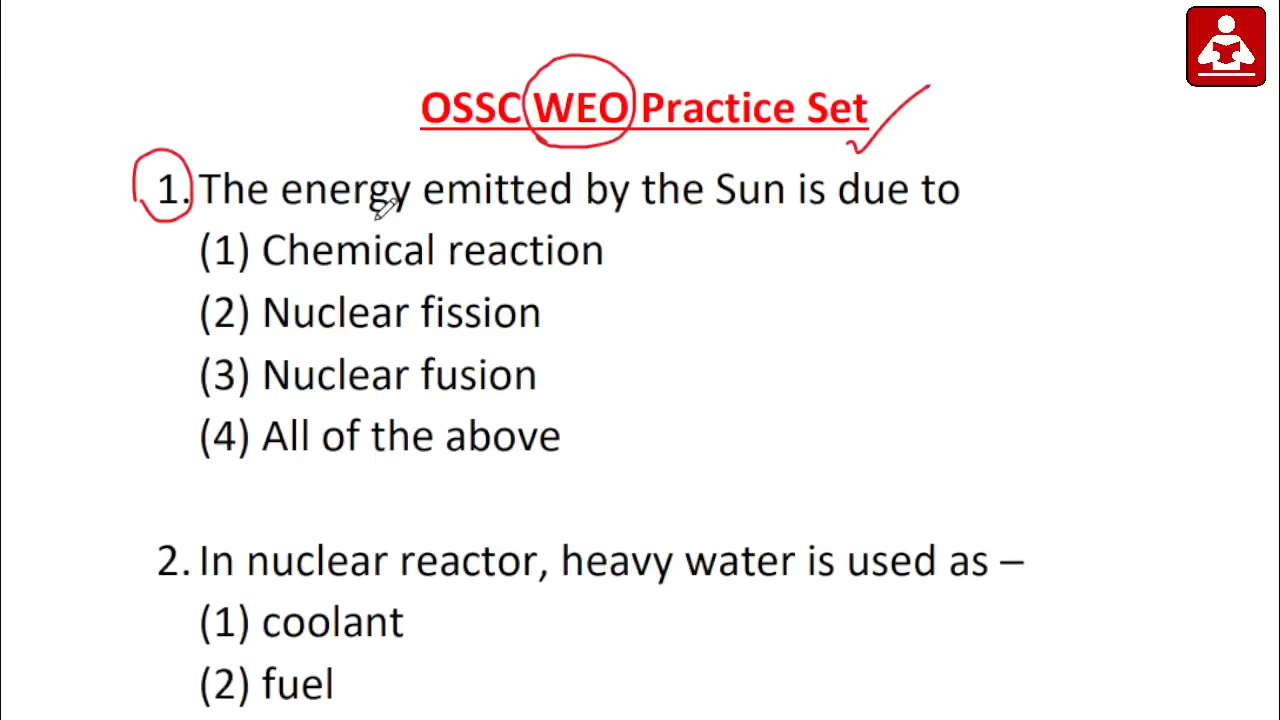 OSSC WEO Practice Set
1. The energy emitted by the Sun is due to
(1) Chemical reaction
(2) Nuclear fission
(3) Nuclear fusion
(4) All of the above
2. In nuclear reactor, heavy water is used as –
(1) coolant
(2) fuel